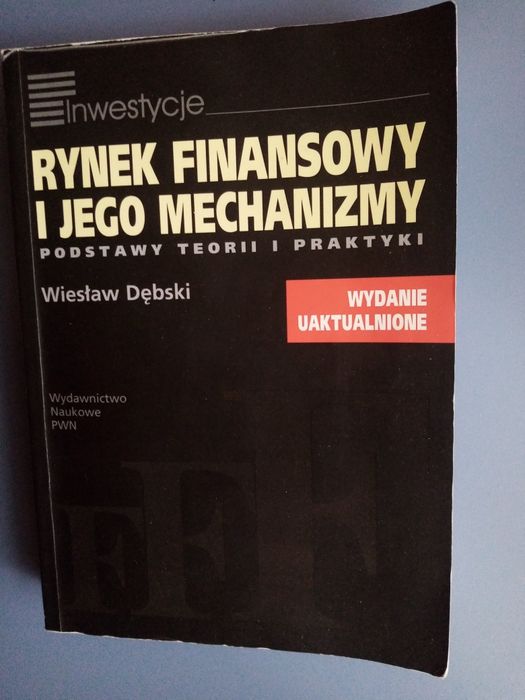 Inwestycje
RYNEK FINANSOWY
I JEGO MECHANIZMY
PODSTAWY TEORII I PRAKTYKI
Wiesław Dębski
WYDANIE
UAKTUALNIONE
Wydawnictwo
Naukowe
PWN